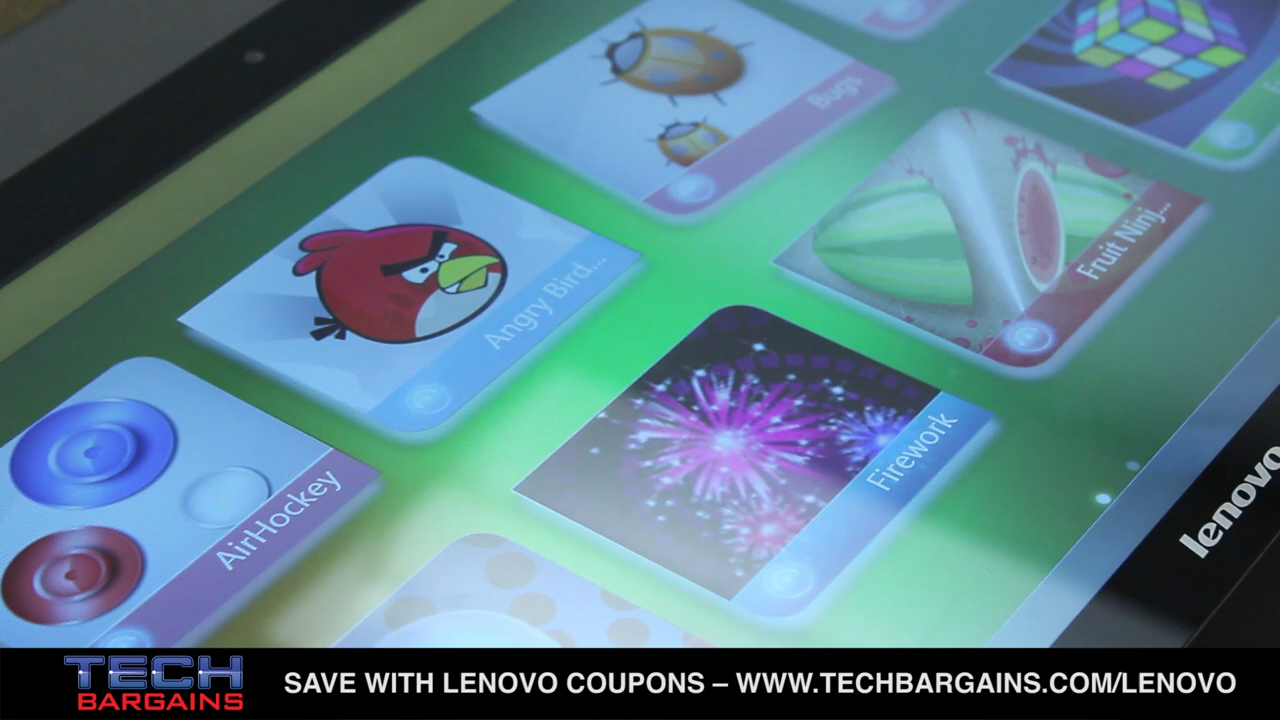 Bugs
Angry Bird...
Fruit Ninj...
Firework
AirHockey
lenovo
TECH
BARGAINS
SAVE WITH LENOVO COUPONS – WWW.TECHBARGAINS.COM/LENOVO